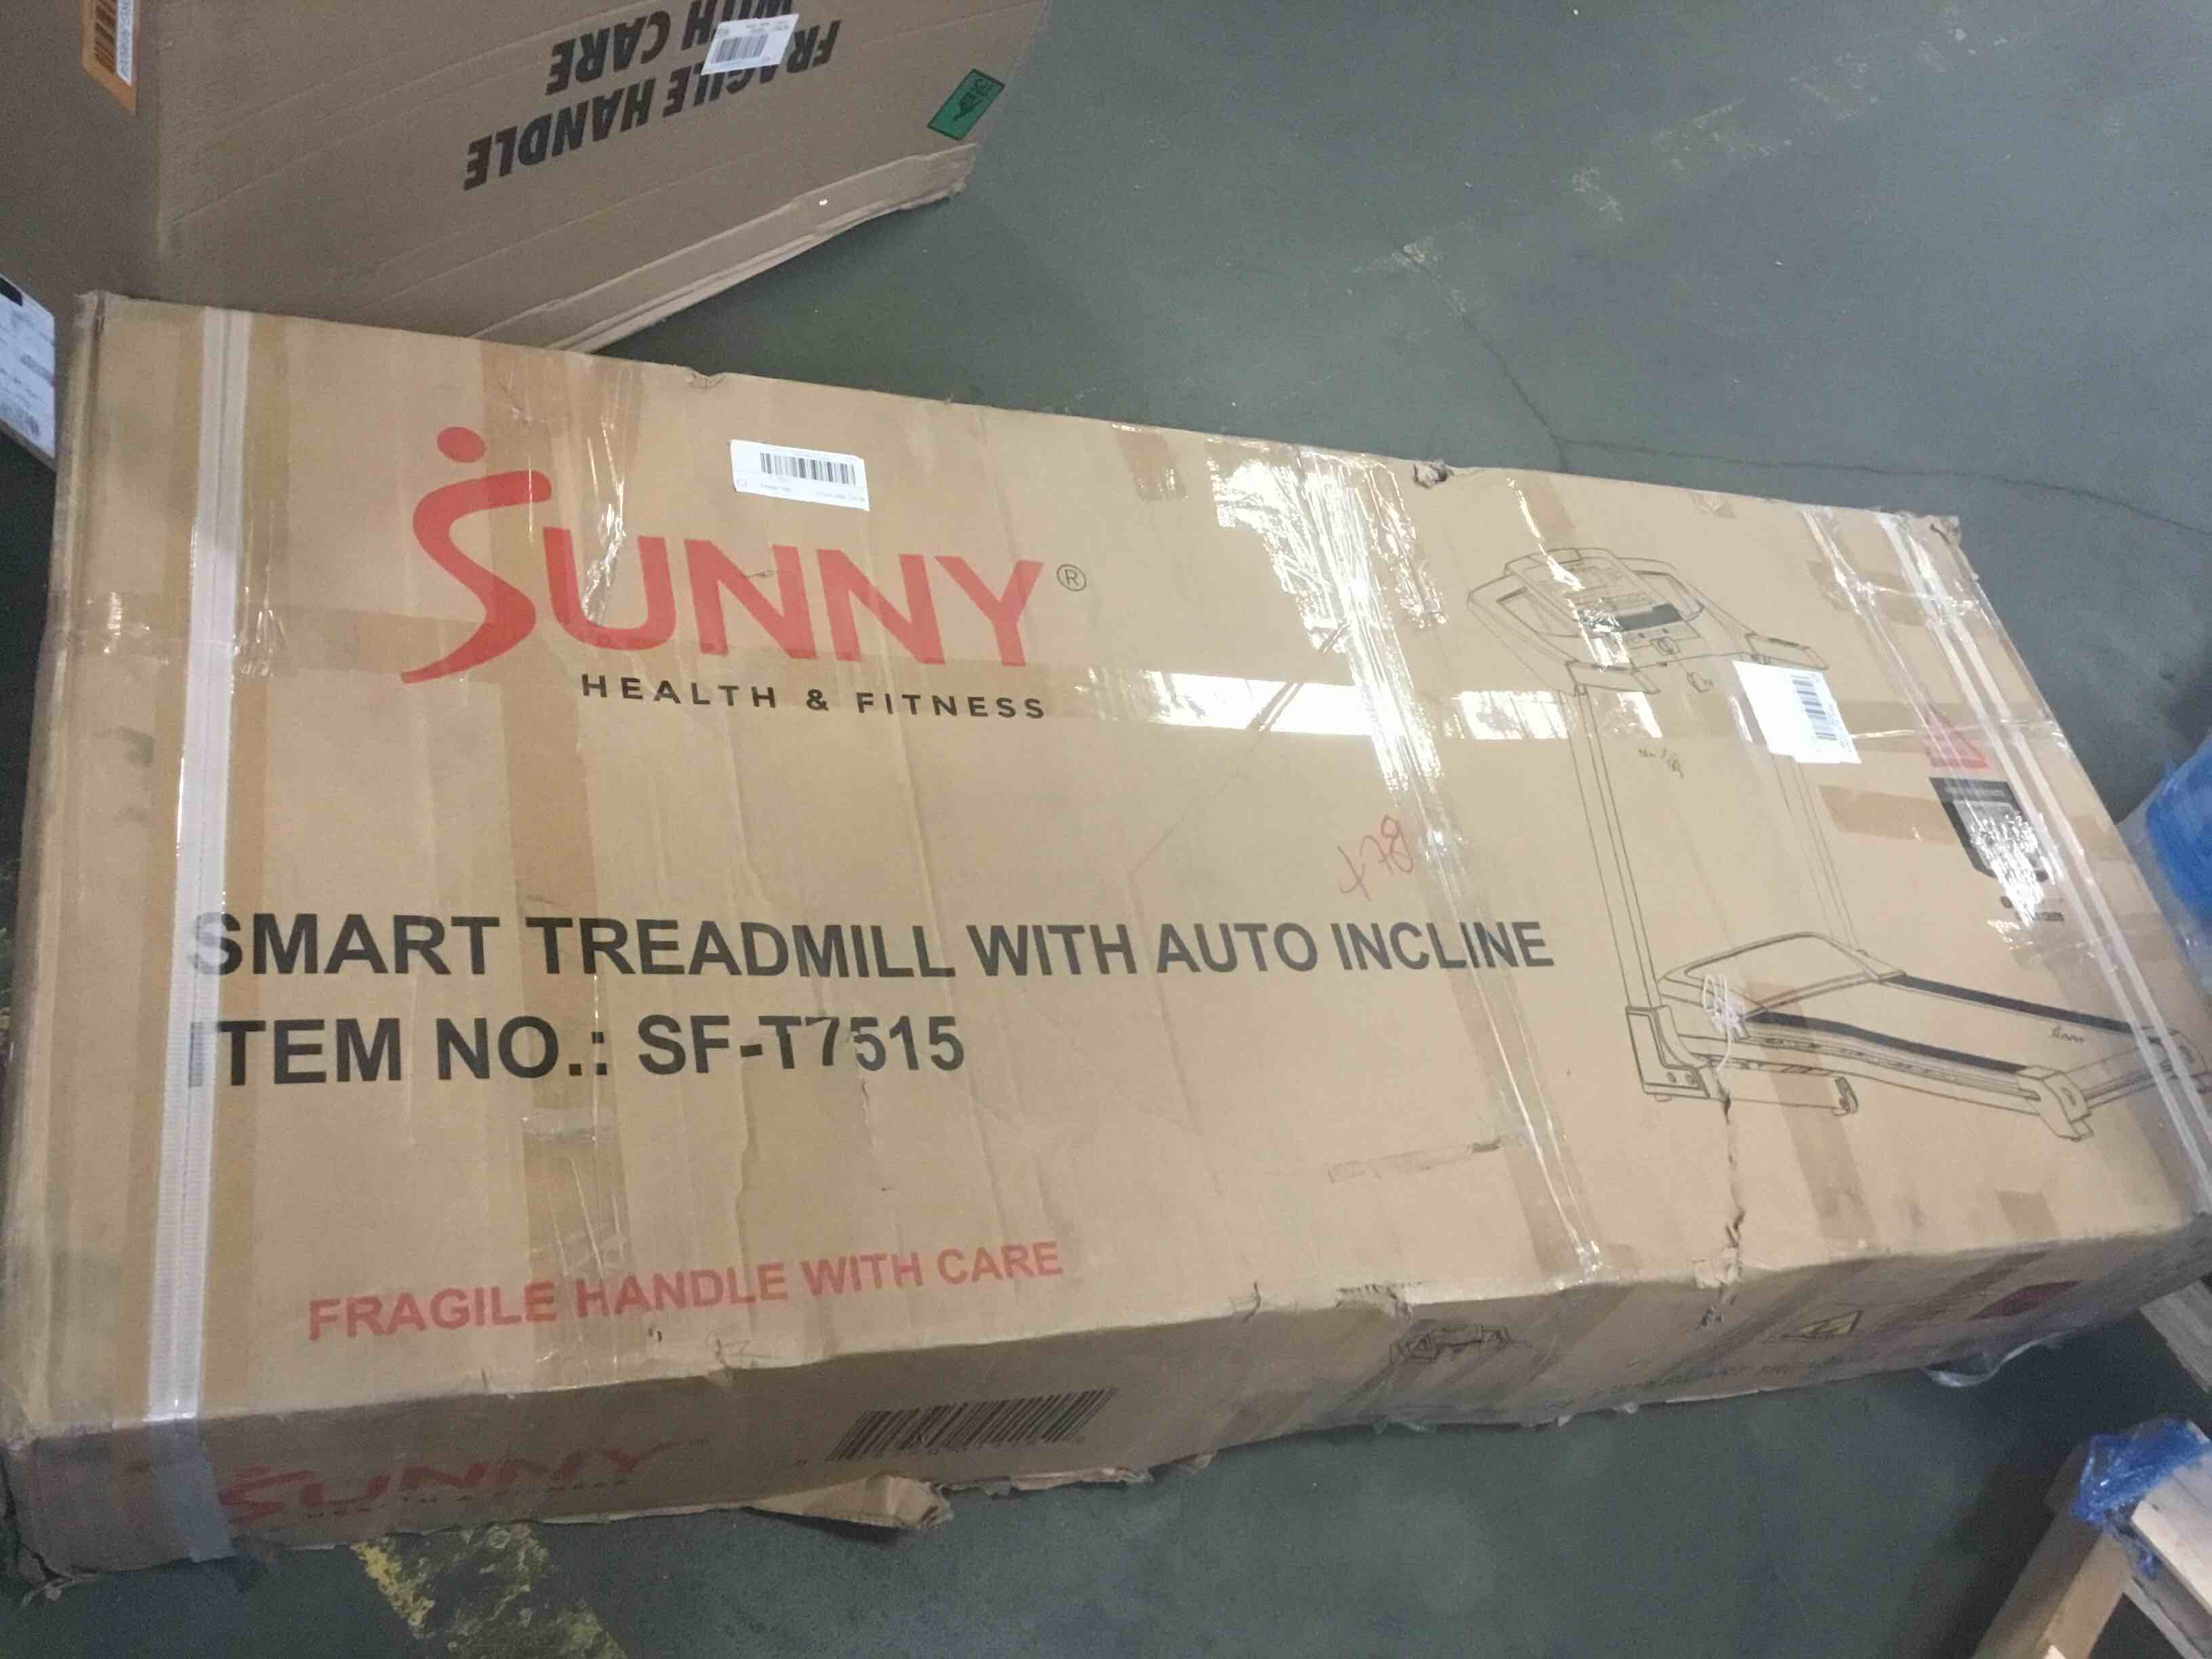 FRAGILE HANDLE
WITH CARE
SUNNY®
HEALTH & FITNESS
SMART TREADMILL WITH AUTO INCLINE
ITEM NO.: SF-T7515
FRAGILE HANDLE WITH CARE
SUNNY